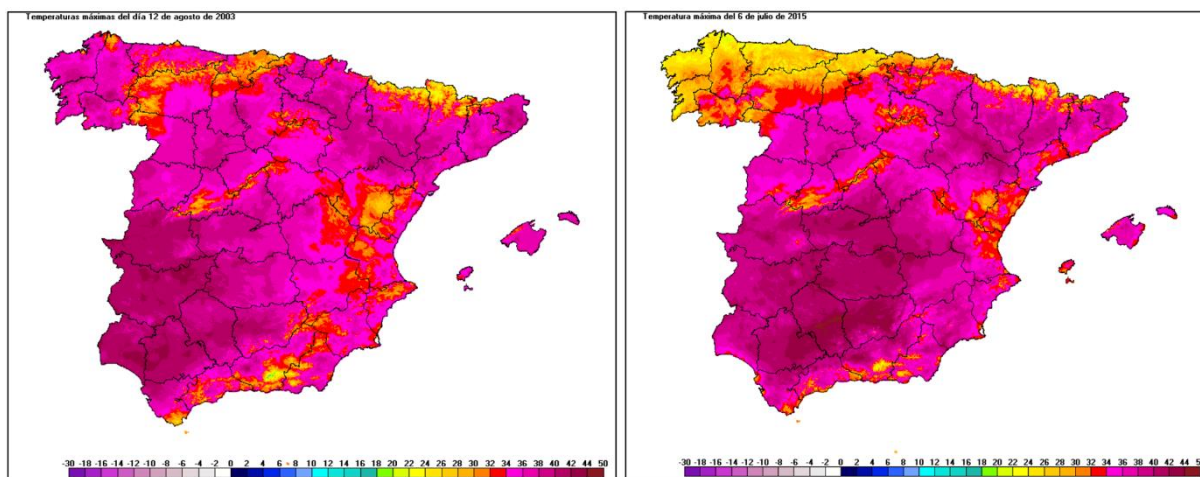 Temperaturas máximas del día 12 de agosto de 2003
Temperatura máxima del 6 de julio de 2015
-30 -18 -16 -14 -12 -10 -8 -6 -4 -2 0 2 4 6 8 10 12 14 16 18 20 22 24 26 28 30 32 34 36 38 40 42 44 50
-30 -18 -16 -14 -12 -10 -8 -6 -4 -2 0 2 4 6 8 10 12 14 16 18 20 22 24 26 28 30 32 34 36 38 40 42 44